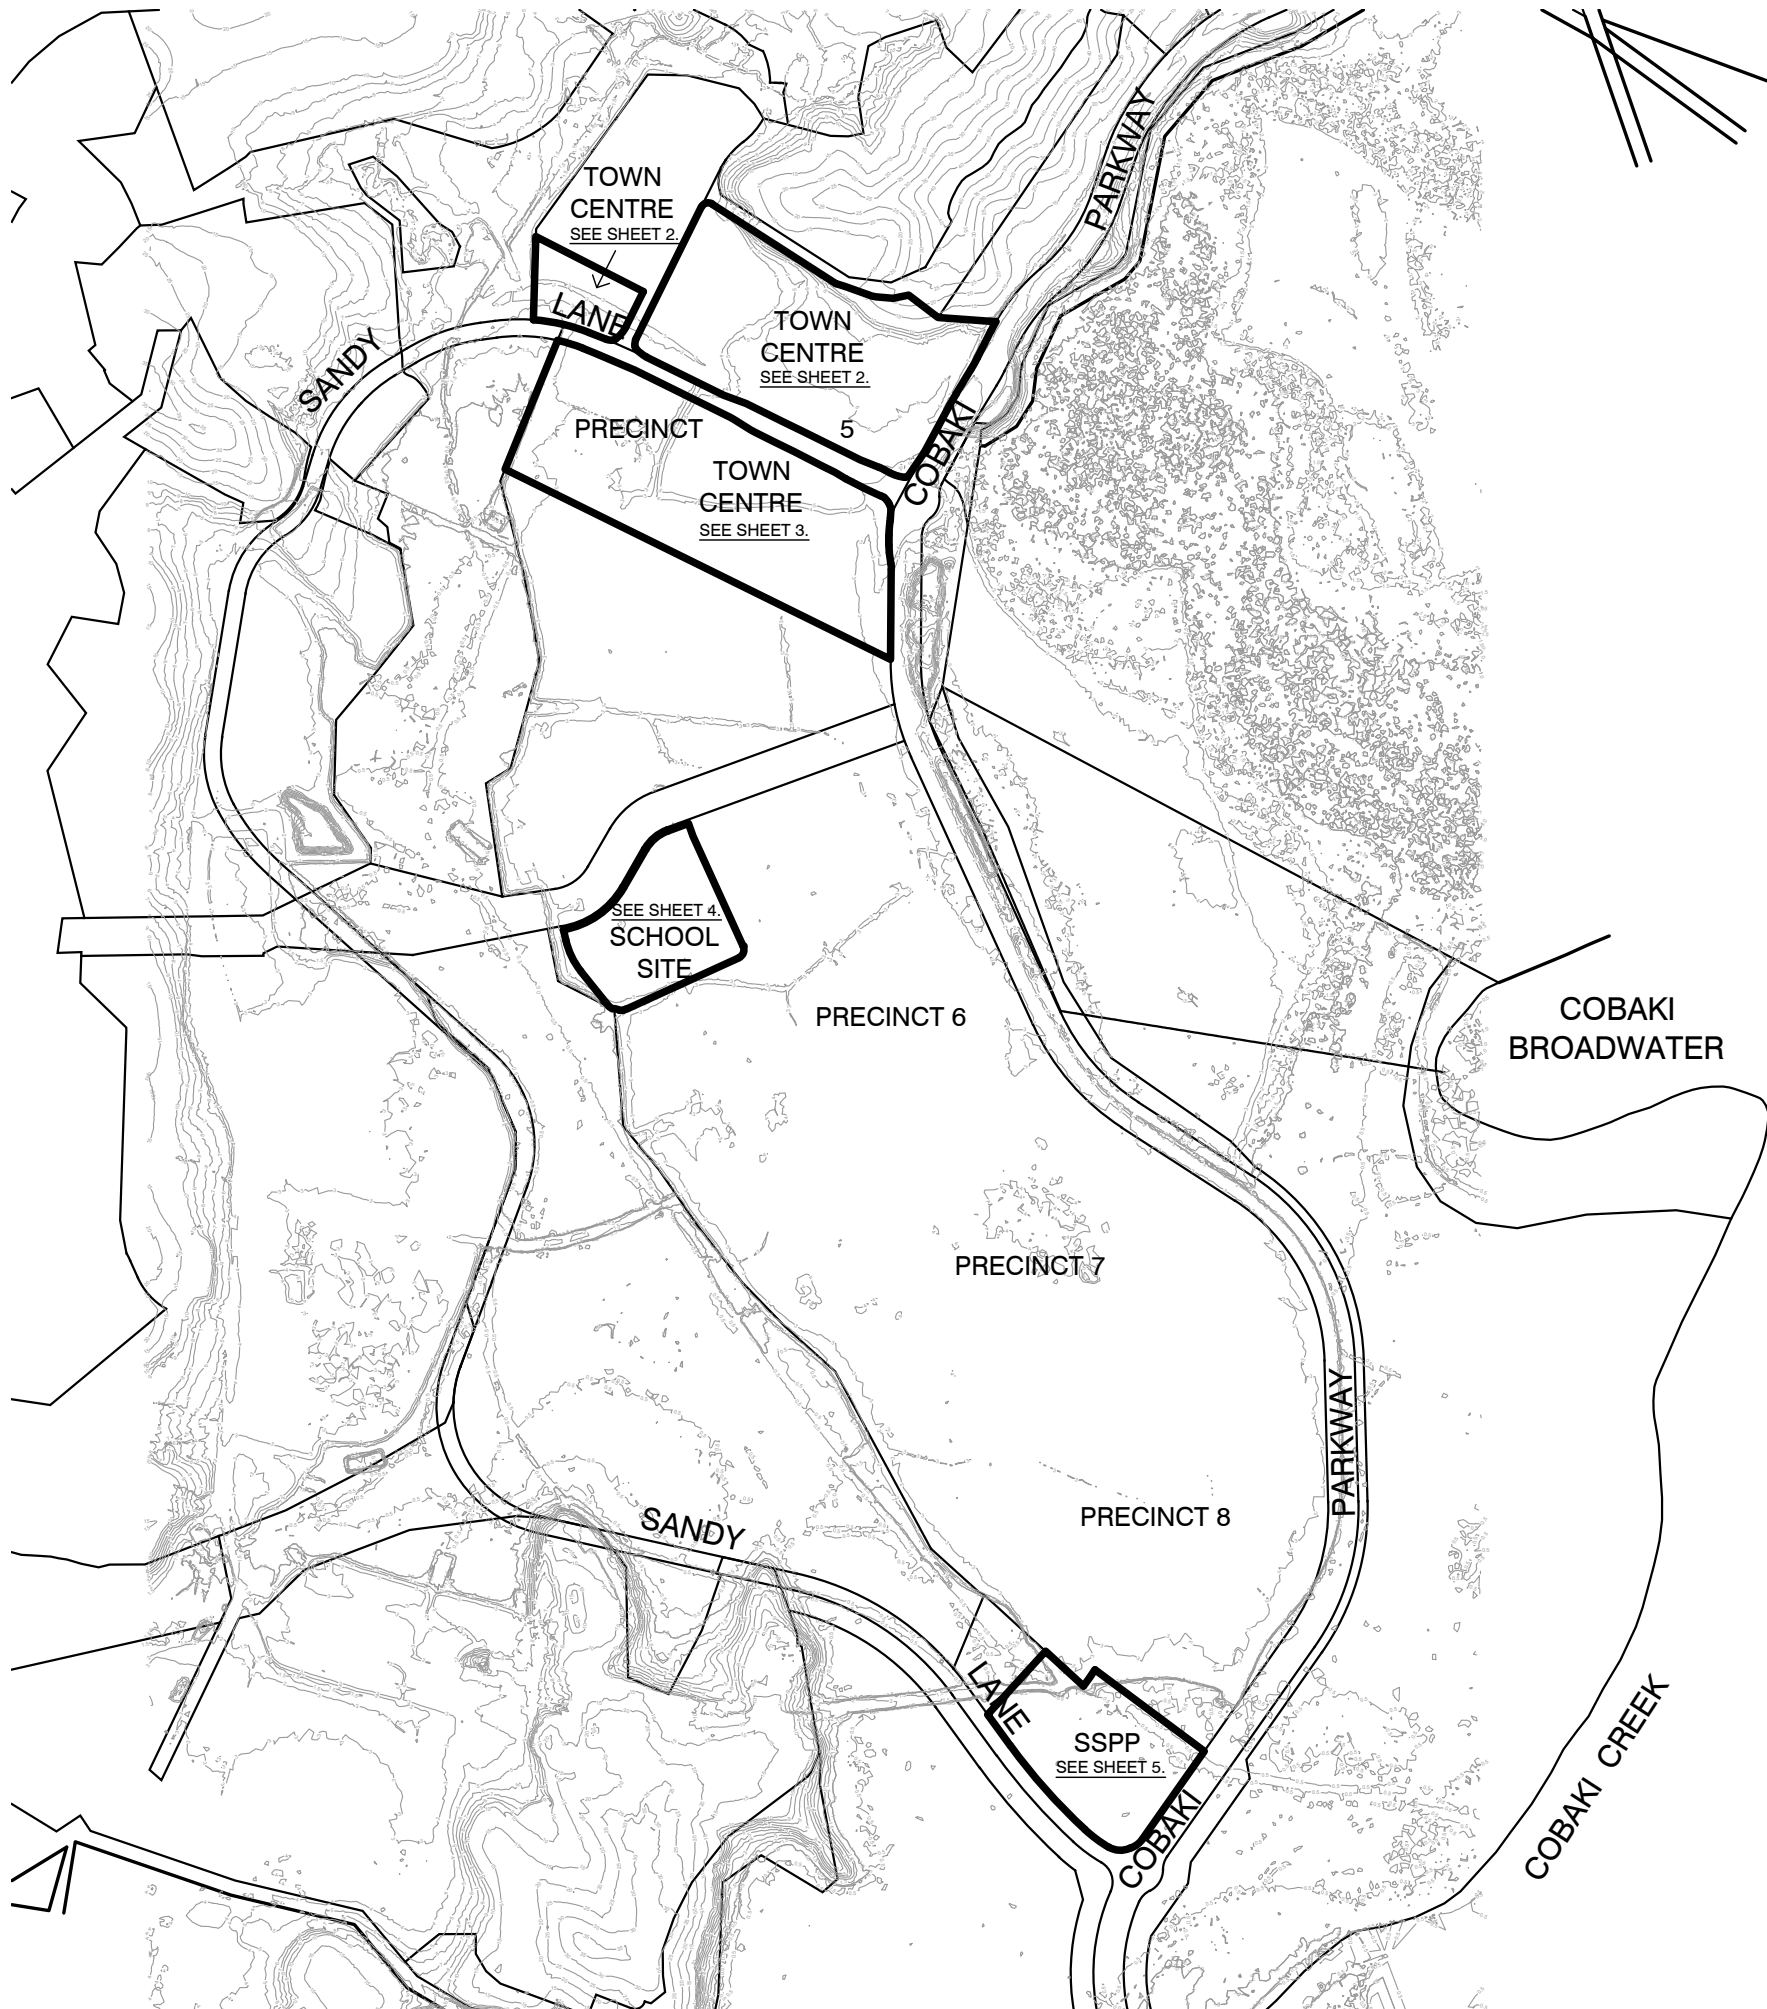 PARKWAY
TOWN
CENTRE
SEE SHEET 2.
LANE
TOWN
CENTRE
SEE SHEET 2.
SANDY
PRECINCT
5
COBAKI
TOWN
CENTRE
SEE SHEET 3.
SEE SHEET 4.
SCHOOL
SITE
PRECINCT 6
COBAKI
BROADWATER
PRECINCT 7
PARKWAY
PRECINCT 8
SANDY
LANE
SSPP
SEE SHEET 5.
COBAKI
COBAKI CREEK